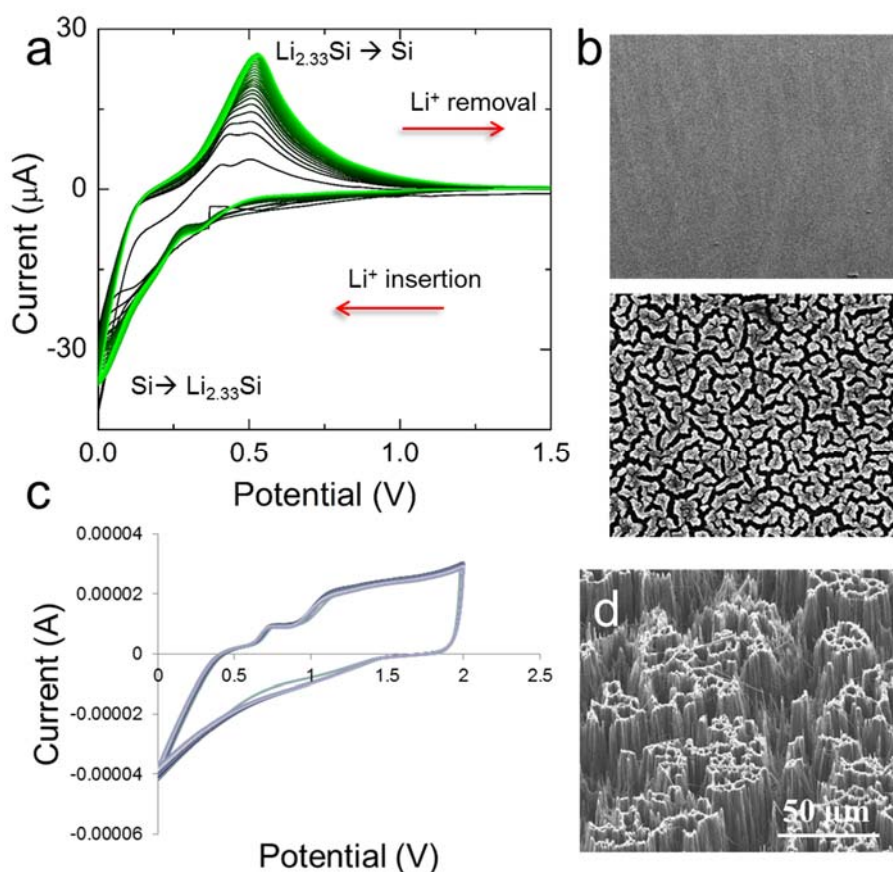 a
30
0
-30
Current (μA)
Li2.33Si → Si
Li⁺ removal
Li⁺ insertion
Si→ Li2.33Si
0.0 0.5 1.0 1.5
Potential (V)
b
c
0.00004
0.00002
0
-0.00002
-0.00004
-0.00006
Current (A)
0 0.5 1 1.5 2 2.5
Potential (V)
d
50 μm